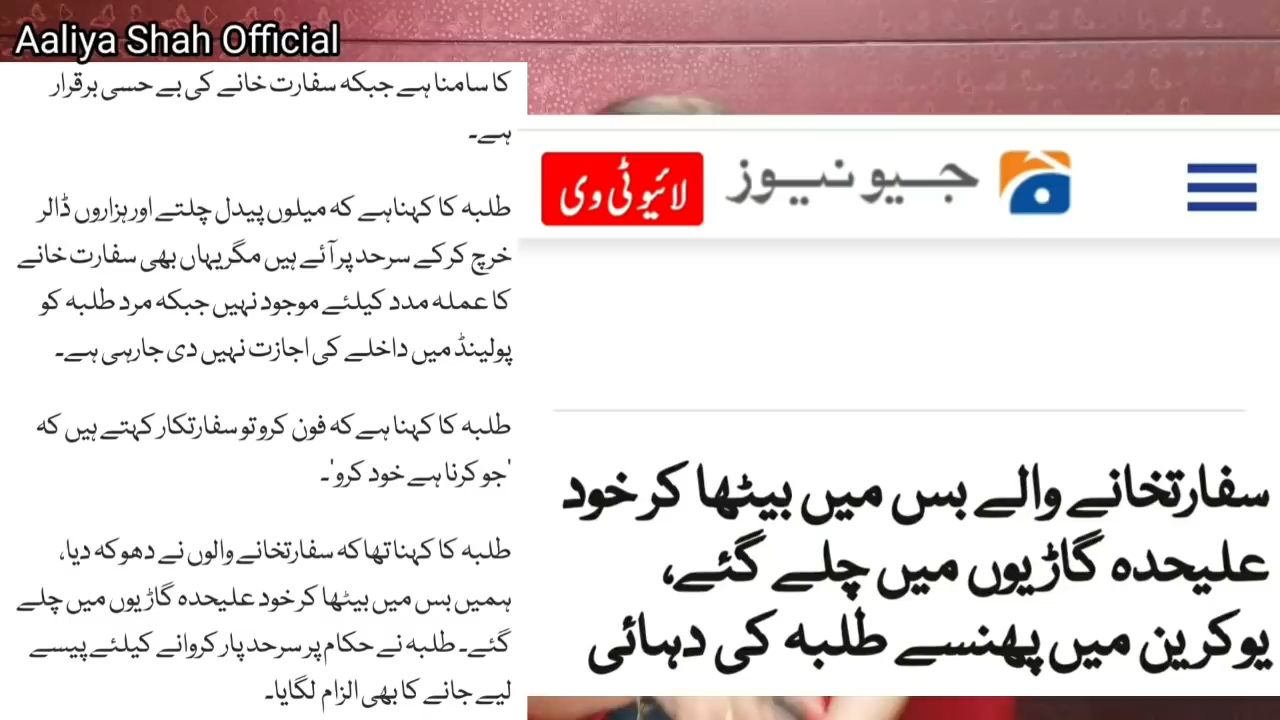 Aaliya Shah Official
کا سامنا ہے جبکہ سفارت خانے کی بے حسی برقرار
ہے۔
طلبہ کا کہناہے کہ میلوں پیدل چلتے اور ہزاروں ڈالر
خرچ کرکے سرحد پر آئے ہیں مگر یہاں بھی سفارت خانے
کا عملہ مدد کیلئے موجود نہیں جبکہ مرد طلبہ کو
پولینڈ میں داخلے کی اجازت نہیں دی جارہی ہے۔
طلبہ کا کہنا ہے کہ فون کرو تو سفارتکار کہتے ہیں کہ
'جو کرنا ہے خود کرو'۔
طلبہ کا کہنا تھا کہ سفارتخانے والوں نے دھوکہ دیا،
ہمیں بس میں بیٹھا کر خود علیحدہ گاڑیوں میں چلے
گئے۔ طلبہ نے حکام پر سرحد پار کروانے کیلئے پیسے
لیے جانے کا بھی الزام لگایا۔
جیو نیوز
لائیو ٹی وی
سفارتخانے والے بس میں بیٹھا کر خود
علیحدہ گاڑیوں میں چلے گئے،
یوکرین میں پھنسے طلبہ کی دہائی